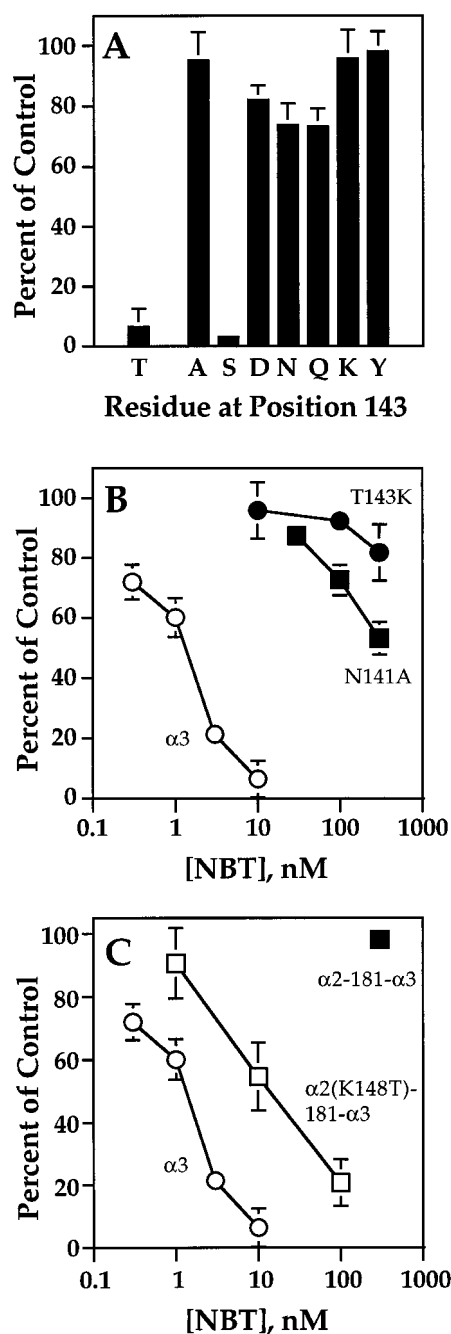 A
Percent of Control
100
80
60
40
20
0
T A S D N Q K Y
Residue at Position 143
B
Percent of Control
100
80
60
40
20
0
T143K
N141A
α3
0.1 1 10 100 1000
[NBT], nM
C
Percent of Control
100
80
60
40
20
0
α2-181-α3
α2(K148T)-
181-α3
α3
0.1 1 10 100 1000
[NBT], nM